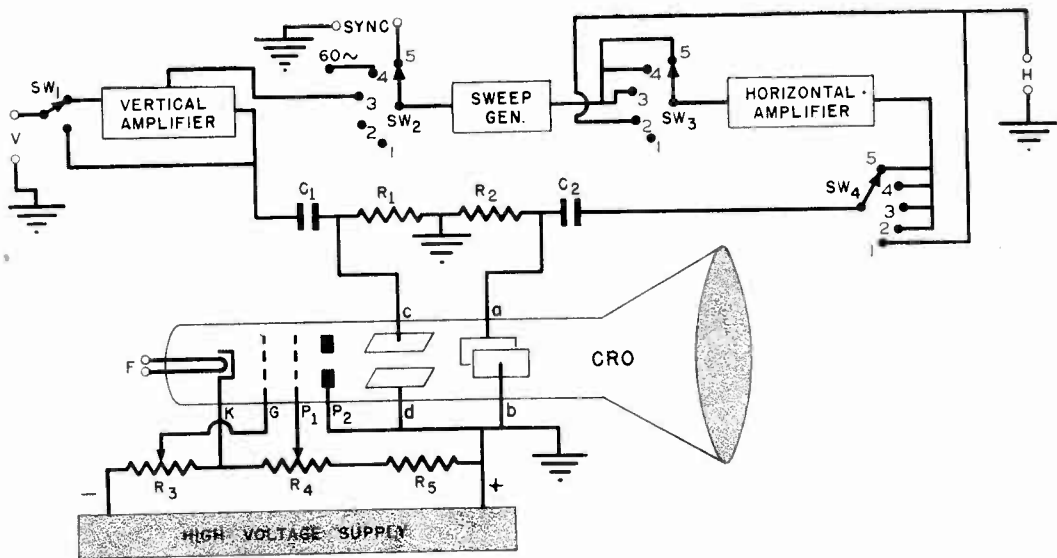 SYNC
60~
5
4
3
2
1
SW2
SW1
V
VERTICAL
AMPLIFIER
SWEEP
GEN.
5
4
3
2
1
SW3
HORIZONTAL
AMPLIFIER
H
C1
R1
R2
C2
SW4
5
4
3
2
1
c
a
F
CRO
K
G
P1
P2
d
b
R3
R4
R5
-
+
HIGH VOLTAGE SUPPLY